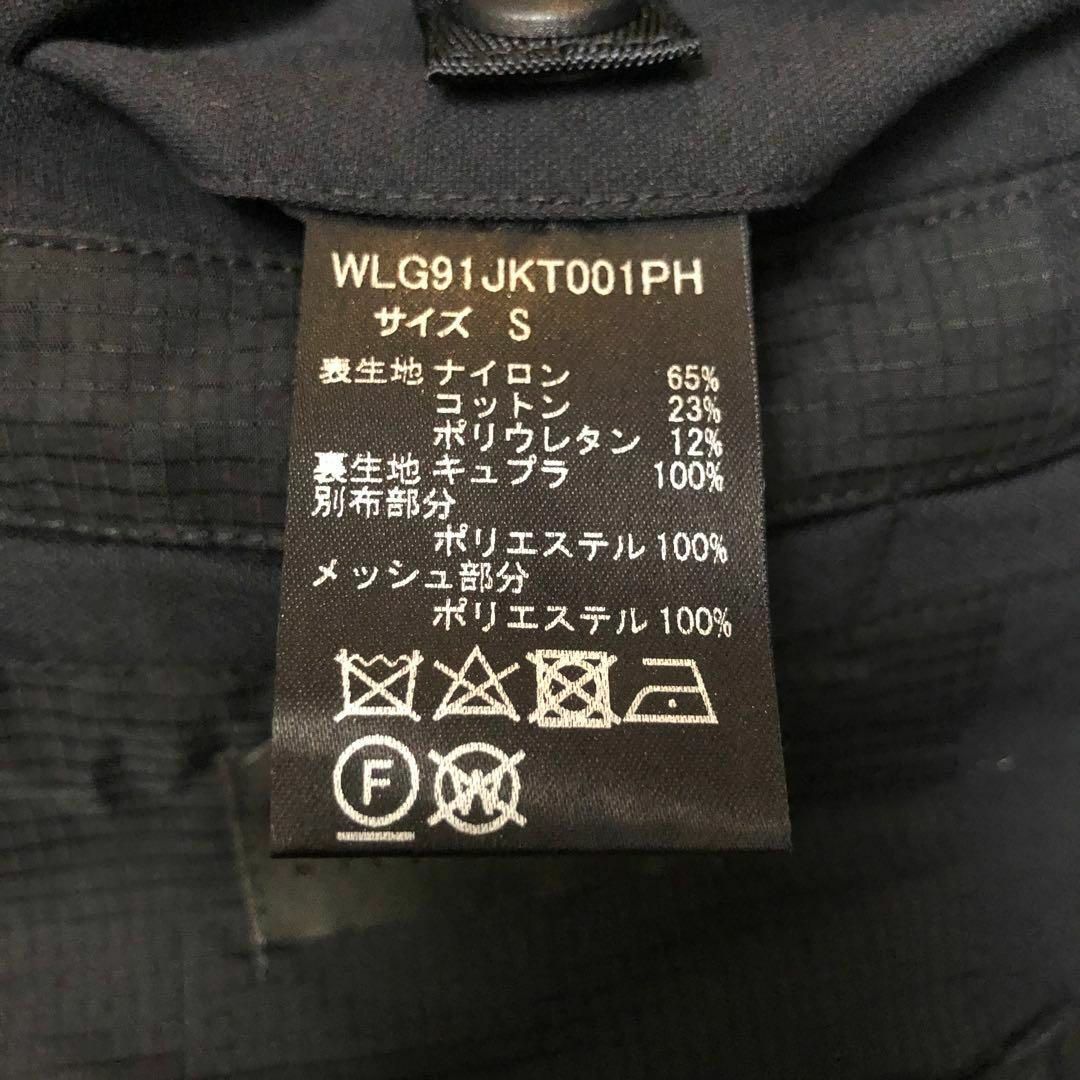 WLG91JKT001PH
サイズ S
表生地 ナイロン 65%
コットン 23%
ポリウレタン 12%
裏生地 キュプラ 100%
別布部分
ポリエステル 100%
メッシュ部分
ポリエステル 100%
F W